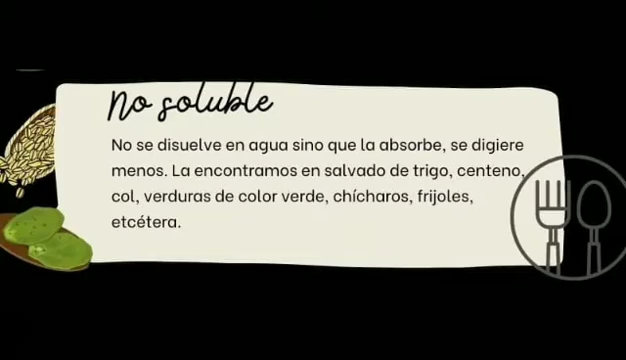 No soluble
No se disuelve en agua sino que la absorbe, se digiere
menos. La encontramos en salvado de trigo, centeno,
col, verduras de color verde, chícharos, frijoles,
etcétera.